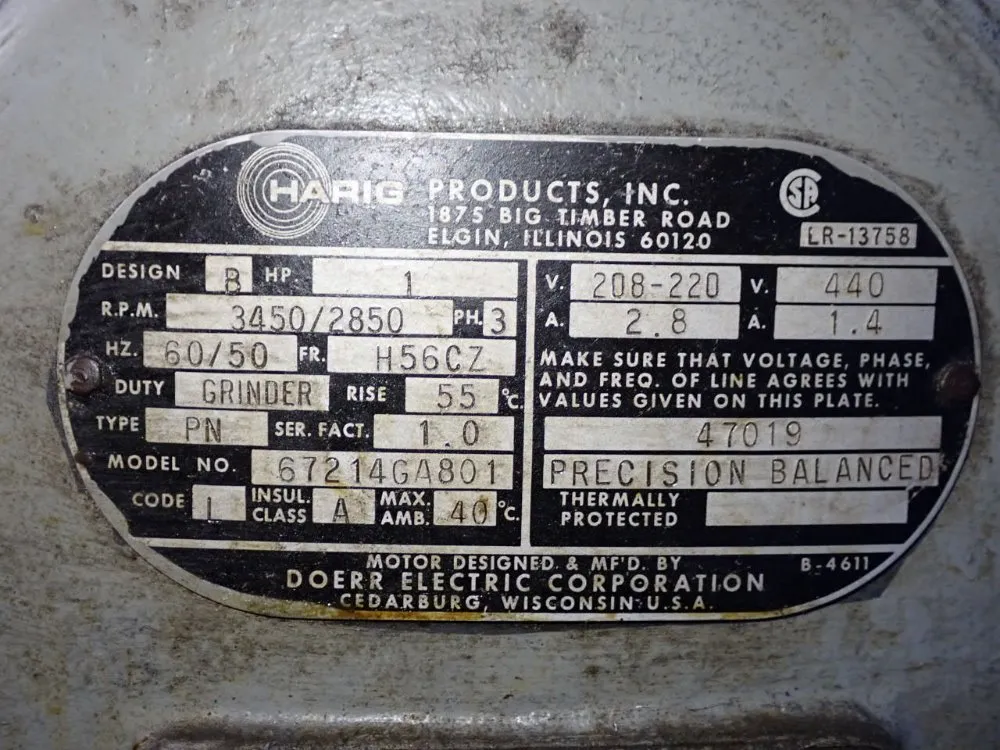 HARIG PRODUCTS, INC.
1875 BIG TIMBER ROAD
ELGIN, ILLINOIS 60120
SA
LR-13758
DESIGN B HP 1
R.P.M. 3450/2850 PH. 3
HZ. 60/50 FR. H56CZ
DUTY GRINDER RISE 55 °C.
TYPE PN SER. FACT. 1.0
MODEL NO. 67214GA801
CODE L INSUL. CLASS A MAX. AMB. 40 °C.
V. 208-220 V. 440
A. 2.8 A. 1.4
MAKE SURE THAT VOLTAGE, PHASE,
AND FREQ. OF LINE AGREES WITH
VALUES GIVEN ON THIS PLATE.
47019
PRECISION BALANCED
THERMALLY
PROTECTED
MOTOR DESIGNED & MF'D. BY B-4611
DOERR ELECTRIC CORPORATION
CEDARBURG, WISCONSIN U.S.A.